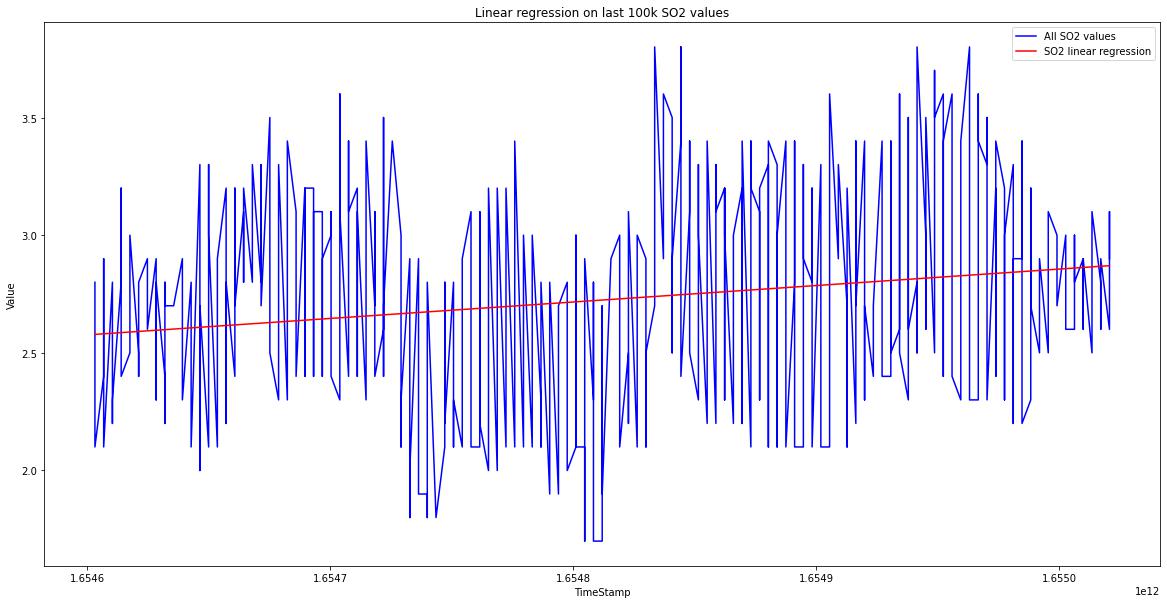 Linear regression on last 100k SO2 values
All SO2 values
SO2 linear regression
Value
3.5
3.0
2.5
2.0
1.6546 1.6547 1.6548 1.6549 1.6550
1e12
TimeStamp